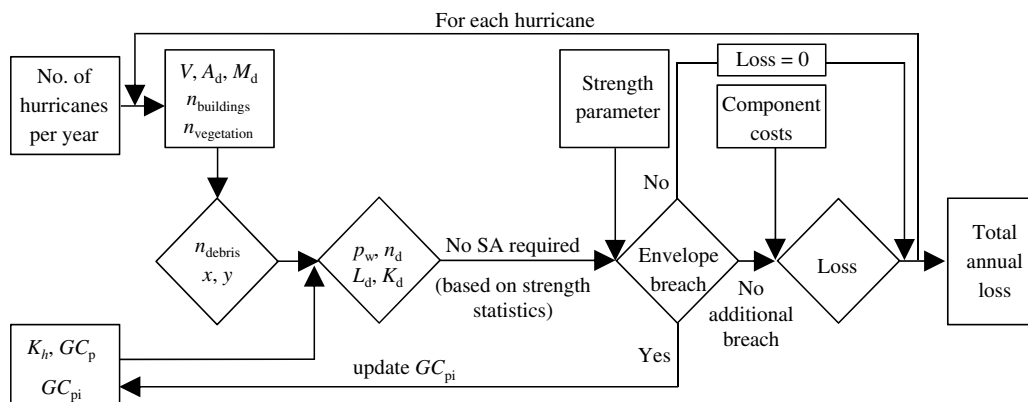 For each hurricane
No. of
hurricanes
per year
V, A_d, M_d
n_buildings
n_vegetation
Strength
parameter
Loss = 0
Component
costs
No
n_debris
x, y
p_w, n_d
L_d, K_d
No SA required
(based on strength
statistics)
Envelope
breach
No
additional
breach
Loss
Total
annual
loss
K_h, GC_p
GC_pi
update GC_pi
Yes